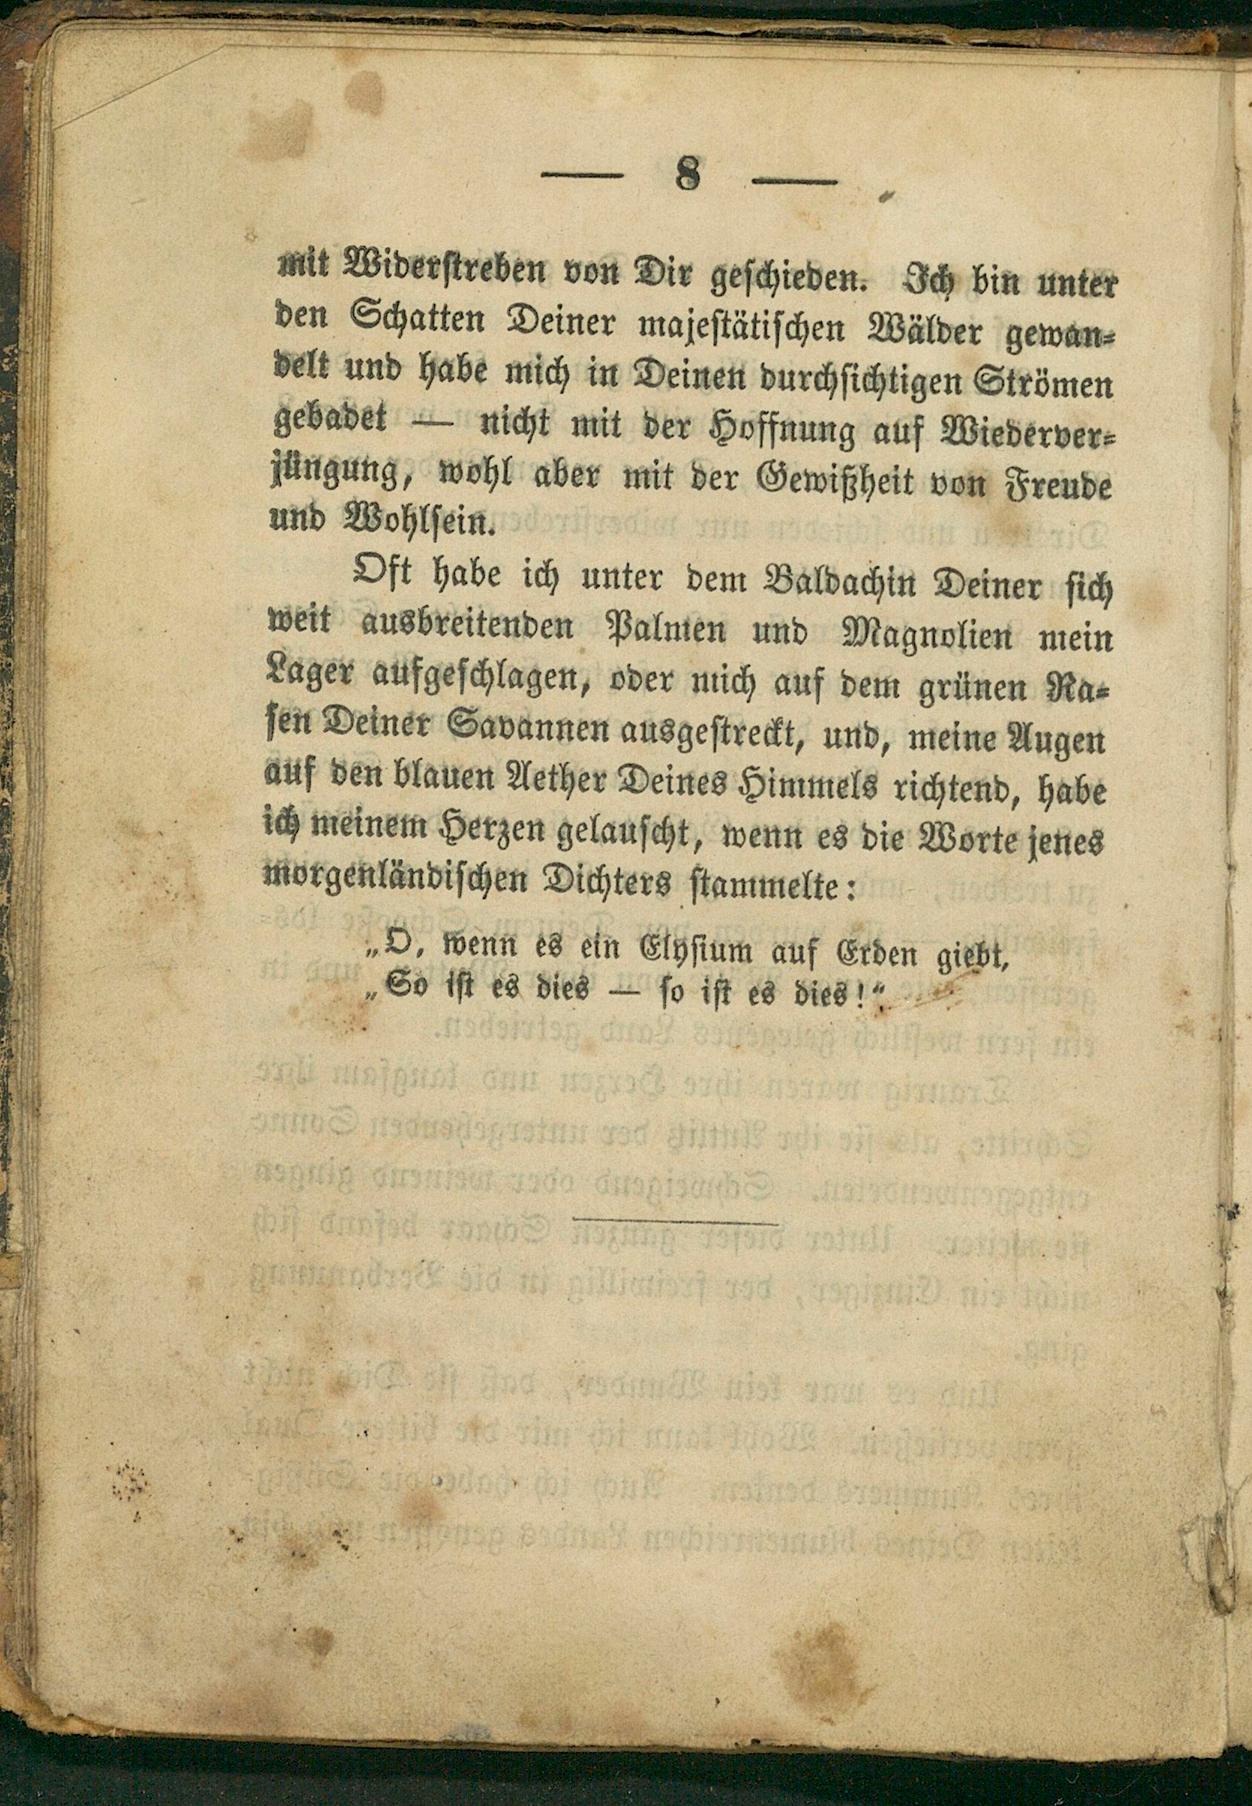 — 8 —
mit Widerstreben von Dir geschieden. Ich bin unter
den Schatten Deiner majestätischen Wälder gewan-
delt und habe mich in Deinen durchsichtigen Strömen
gebadet — nicht mit der Hoffnung auf Wiederver-
jüngung, wohl aber mit der Gewißheit von Freude
und Wohlsein.
Oft habe ich unter dem Baldachin Deiner sich
weit ausbreitenden Palmen und Magnolien mein
Lager aufgeschlagen, oder mich auf dem grünen Ra-
sen Deiner Savannen ausgestreckt, und, meine Augen
auf den blauen Aether Deines Himmels richtend, habe
ich meinem Herzen gelauscht, wenn es die Worte jenes
morgenländischen Dichters stammelte:
„O, wenn es ein Elysium auf Erden giebt,
„So ist es dies — so ist es dies!“